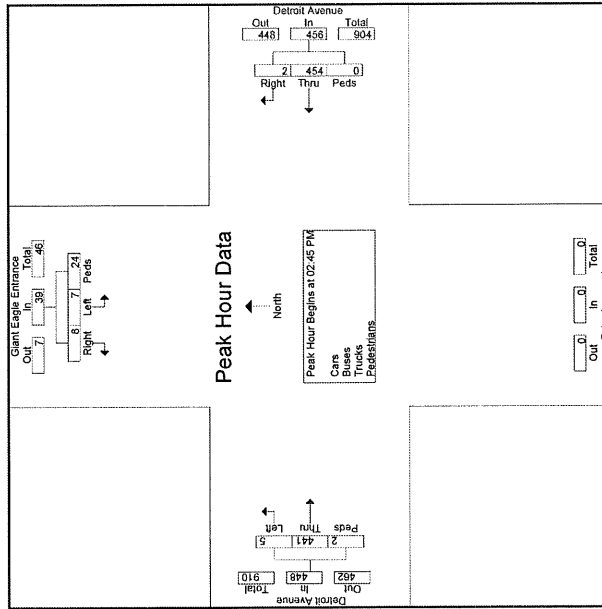 Detroit Avenue
Out In Total
448 456 904
2 454 0
Right Thru Peds
Giant Eagle Entrance
Out In Total
7 39 46
8 7 24
Right Left Peds
Peak Hour Data
North
Peak Hour Begins at 02:45 PM
Cars
Buses
Trucks
Pedestrians
Out In Total
0 0 0
Left Thru Peds
5 441 2
Out In Total
462 448 910
Detroit Avenue